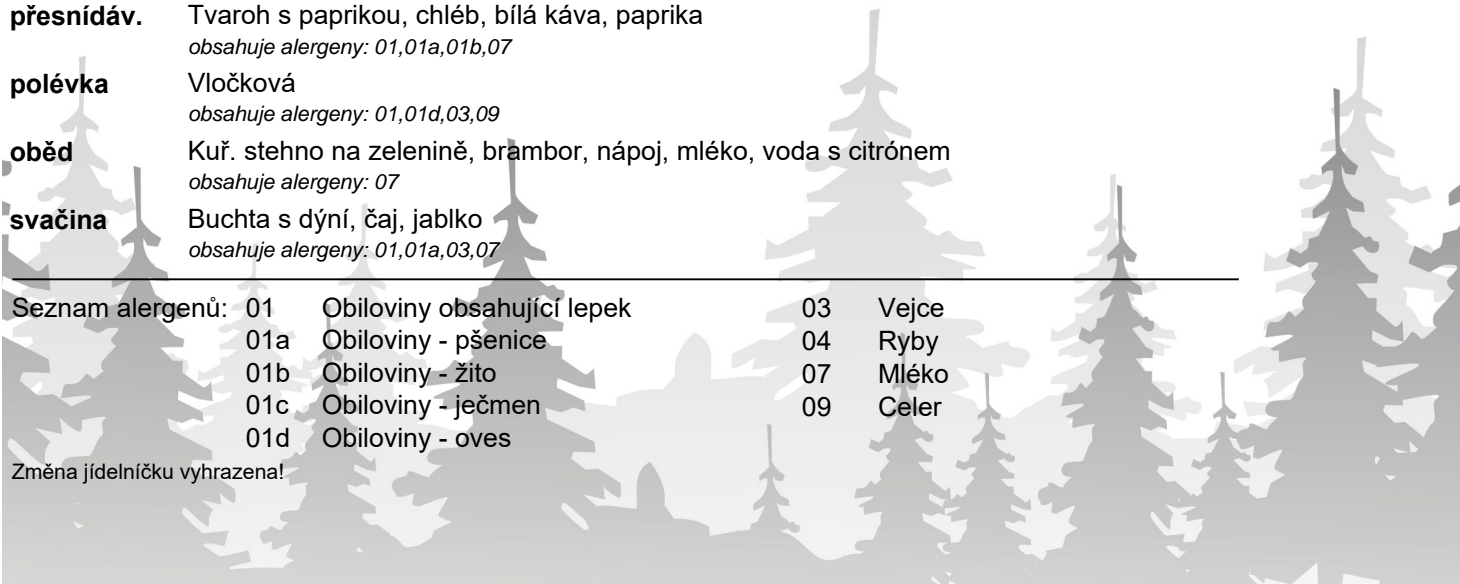 přesnídáv. Tvaroh s paprikou, chléb, bílá káva, paprika
obsahuje alergeny: 01,01a,01b,07
polévka Vločková
obsahuje alergeny: 01,01d,03,09
oběd Kuř. stehno na zelenině, brambor, nápoj, mléko, voda s citrónem
obsahuje alergeny: 07
svačina Buchta s dýní, čaj, jablko
obsahuje alergeny: 01,01a,03,07
Seznam alergenů: 01 Obiloviny obsahující lepek 03 Vejce
01a Obiloviny - pšenice 04 Ryby
01b Obiloviny - žito 07 Mléko
01c Obiloviny - ječmen 09 Celer
01d Obiloviny - oves
Změna jídelníčku vyhrazena!